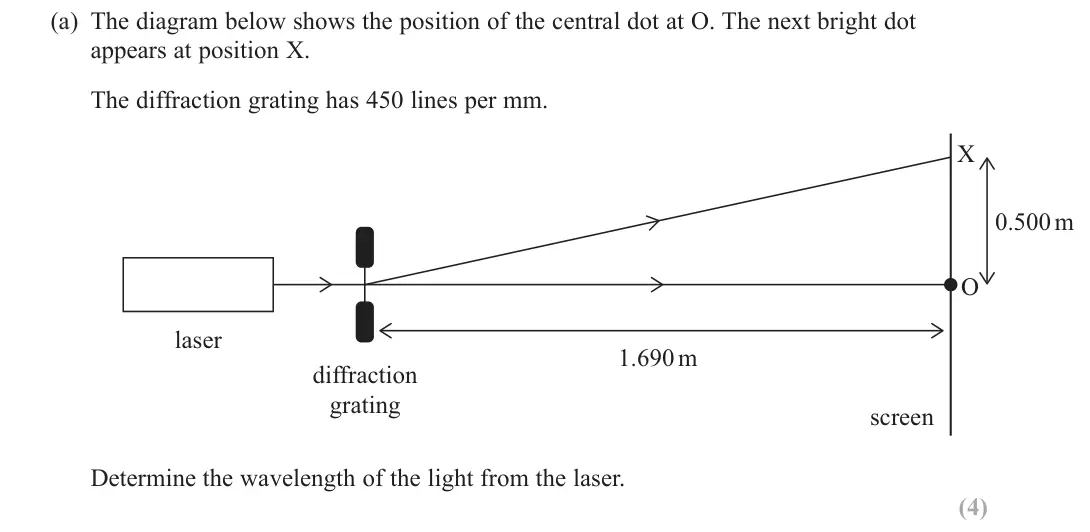 (a) The diagram below shows the position of the central dot at O. The next bright dot
appears at position X.
The diffraction grating has 450 lines per mm.
X
0.500 m
O
laser
1.690 m
diffraction
grating
screen
Determine the wavelength of the light from the laser.
(4)